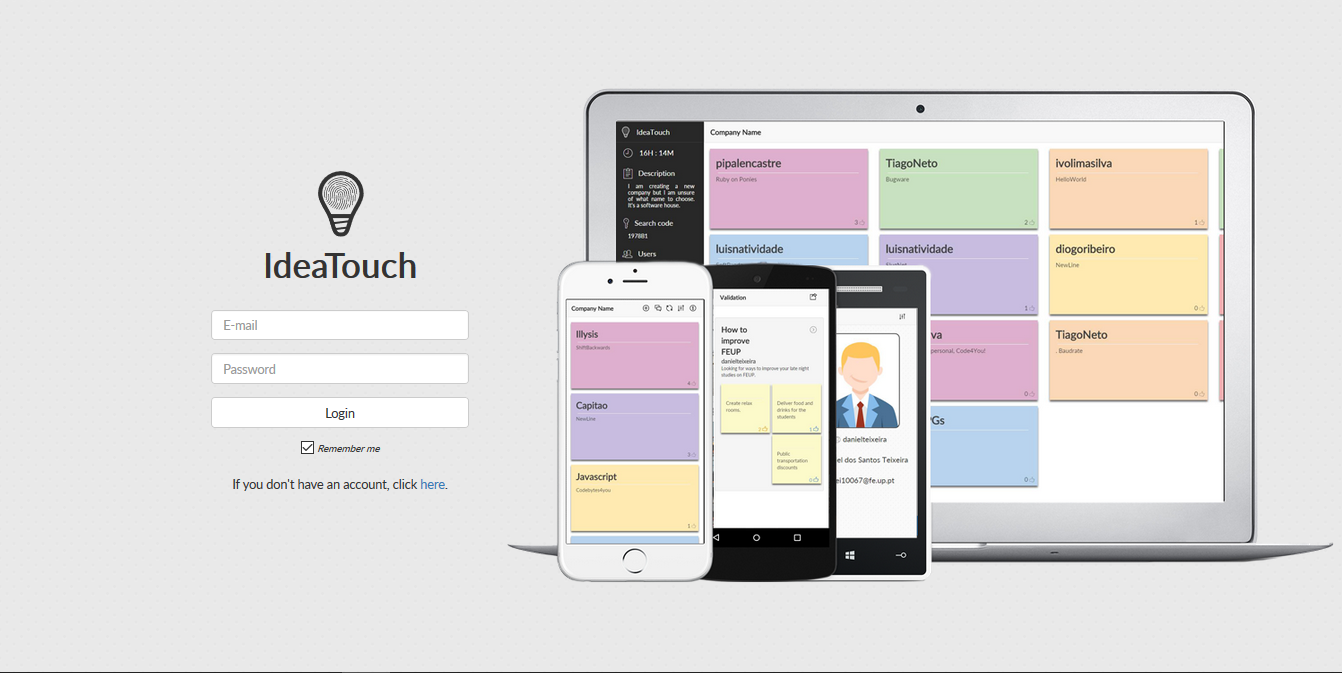 IdeaTouch
E-mail
Password
Login
Remember me
If you don't have an account, click here.
IdeaTouch
16H : 14M
Description
I am creating a new
company but I am unsure
of what name to choose.
It's a software house.
Search code
197881
Users
Company Name
pipalencastre
Ruby on Ponies
3
TiagoNeto
Bugware
2
ivolimasilva
HelloWorld
1
luisnatividade
luisnatividade
1
diogoribeiro
NewLine
0
va
personal, Code4You!
0
TiagoNeto
. Baudrate
0
Gs
0
Company Name
Illysis
ShiftBackwards
4
Capitao
NewLine
3
Javascript
Codebytes4you
1
Validation
How to
improve
FEUP
danielteixeira
Looking for ways to improve your late night
studies on FEUP.
Create relax
rooms.
2
Deliver food and
drinks for the
students
1
Public
transportation
discounts
0
danielteixeira
el dos Santos Teixeira
ei10067@fe.up.pt